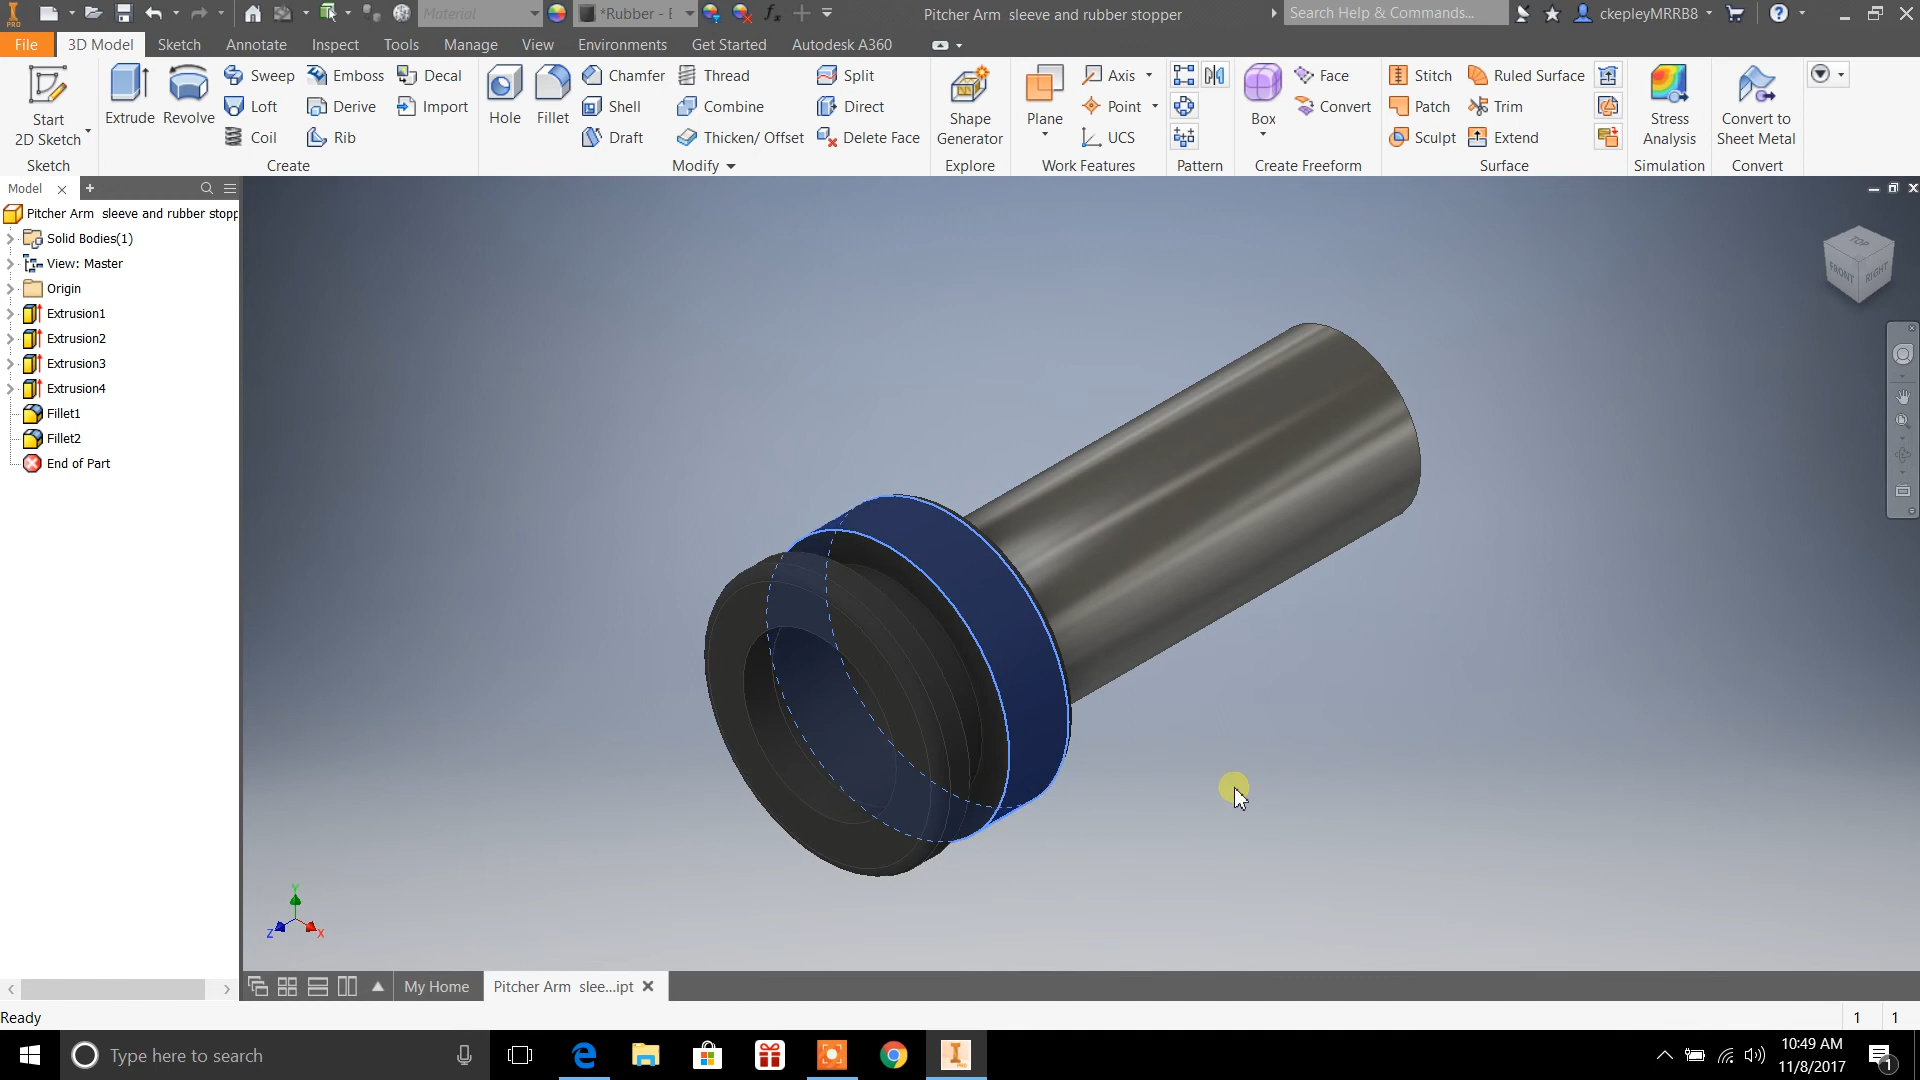 PRO
Material
*Rubber - E
Pitcher Arm sleeve and rubber stopper
Search Help & Commands...
ckepleyMRRB8
File 3D Model Sketch Annotate Inspect Tools Manage View Environments Get Started Autodesk A360
Start
2D Sketch
Sketch
Extrude
Revolve
Sweep
Loft
Coil
Emboss
Derive
Rib
Decal
Import
Create
Hole
Fillet
Chamfer
Shell
Draft
Thread
Combine
Thicken/ Offset
Split
Direct
Delete Face
Modify
Shape
Generator
Explore
Plane
Axis
Point
UCS
Work Features
Pattern
Box
Face
Convert
Create Freeform
Stitch
Patch
Sculpt
Ruled Surface
Trim
Extend
Surface
Stress
Analysis
Simulation
Convert to
Sheet Metal
Convert
Model
Pitcher Arm sleeve and rubber stopp
Solid Bodies(1)
View: Master
Origin
Extrusion1
Extrusion2
Extrusion3
Extrusion4
Fillet1
Fillet2
End of Part
TOP
FRONT
RIGHT
Y
Z
X
My Home
Pitcher Arm slee...ipt
Ready
1 1
Type here to search
10:49 AM
11/8/2017
1